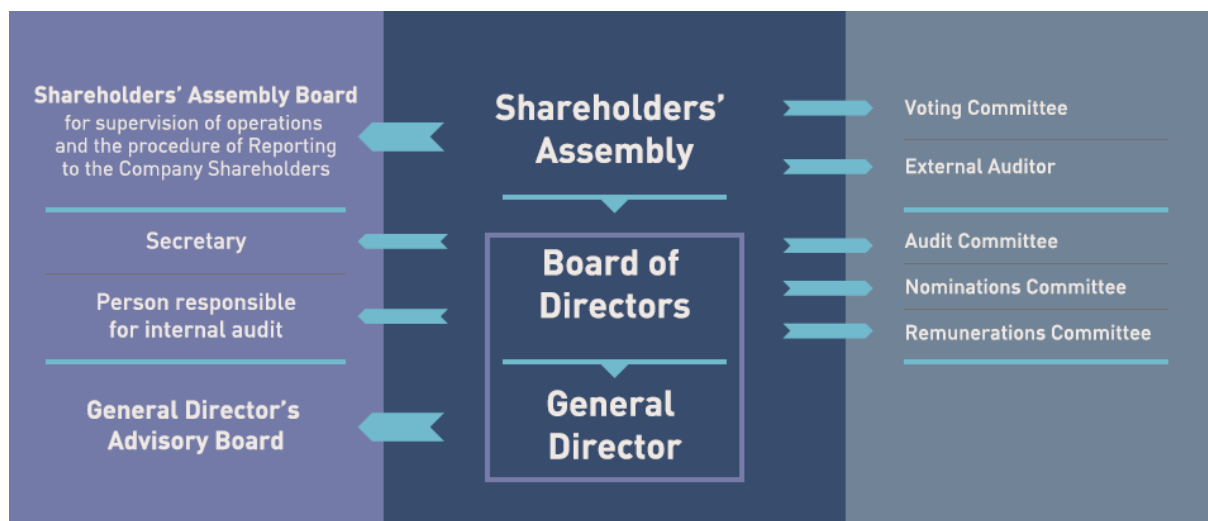 Shareholders' Assembly Board
for supervision of operations
and the procedure of Reporting
to the Company Shareholders
Secretary
Person responsible
for internal audit
General Director's
Advisory Board
Shareholders'
Assembly
Board of
Directors
General
Director
Voting Committee
External Auditor
Audit Committee
Nominations Committee
Remunerations Committee